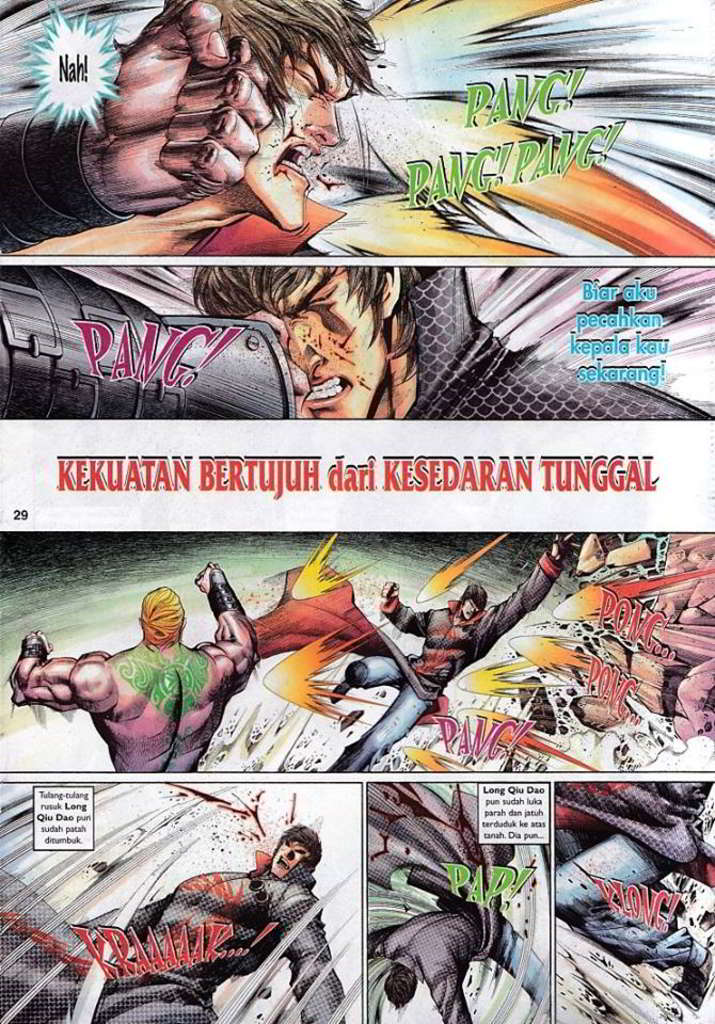 Nah!
PANG!
PANG! PANG!
PANG!
Biar aku
pecahkan
kepala kau
sekarang!
KEKUATAN BERTUJUH dari KESEDARAN TUNGGAL
29
PONG...
PONG...
PANG!
Tulang-tulang
rusuk Long
Qiu Dao puri
sudah patah
ditumbuk.
KRAAAAAK....!
Long Qiu Dao
pun sudah luka
parah dan jatuh
terduduk ke atas
tanah. Dia pun...
PAP!
KLONG!